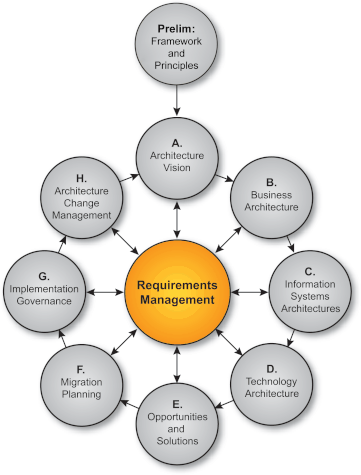 Prelim:
Framework
and
Principles
A.
Architecture
Vision
H.
Architecture
Change
Management
B.
Business
Architecture
G.
Implementation
Governance
Requirements
Management
C.
Information
Systems
Architectures
F.
Migration
Planning
D.
Technology
Architecture
E.
Opportunities
and
Solutions